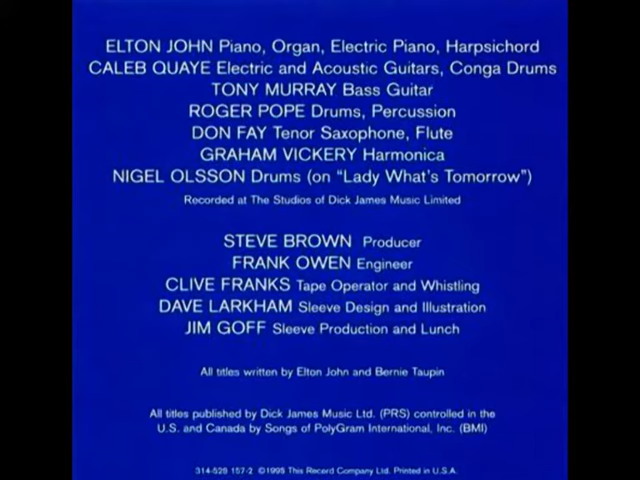 ELTON JOHN Piano, Organ, Electric Piano, Harpsichord
CALEB QUAYE Electric and Acoustic Guitars, Conga Drums
TONY MURRAY Bass Guitar
ROGER POPE Drums, Percussion
DON FAY Tenor Saxophone, Flute
GRAHAM VICKERY Harmonica
NIGEL OLSSON Drums (on “Lady What's Tomorrow”)
Recorded at The Studios of Dick James Music Limited
STEVE BROWN Producer
FRANK OWEN Engineer
CLIVE FRANKS Tape Operator and Whistling
DAVE LARKHAM Sleeve Design and Illustration
JIM GOFF Sleeve Production and Lunch
All titles written by Elton John and Bernie Taupin
All titles published by Dick James Music Ltd. (PRS) controlled in the
U.S. and Canada by Songs of PolyGram International, Inc. (BMI)
314-528 157-2 ©1995 This Record Company Ltd. Printed in U.S.A.